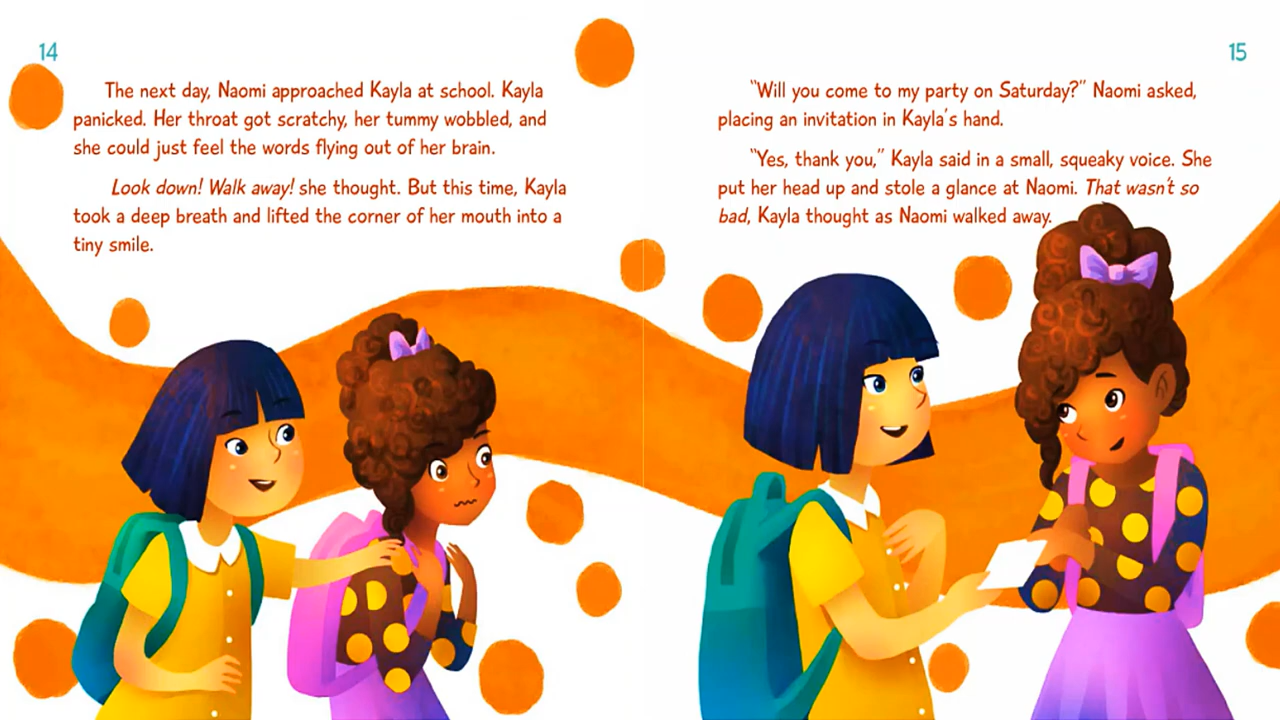 14
The next day, Naomi approached Kayla at school. Kayla
panicked. Her throat got scratchy, her tummy wobbled, and
she could just feel the words flying out of her brain.
Look down! Walk away! she thought. But this time, Kayla
took a deep breath and lifted the corner of her mouth into a
tiny smile.
15
“Will you come to my party on Saturday?” Naomi asked,
placing an invitation in Kayla’s hand.
“Yes, thank you,” Kayla said in a small, squeaky voice. She
put her head up and stole a glance at Naomi. That wasn’t so
bad, Kayla thought as Naomi walked away.